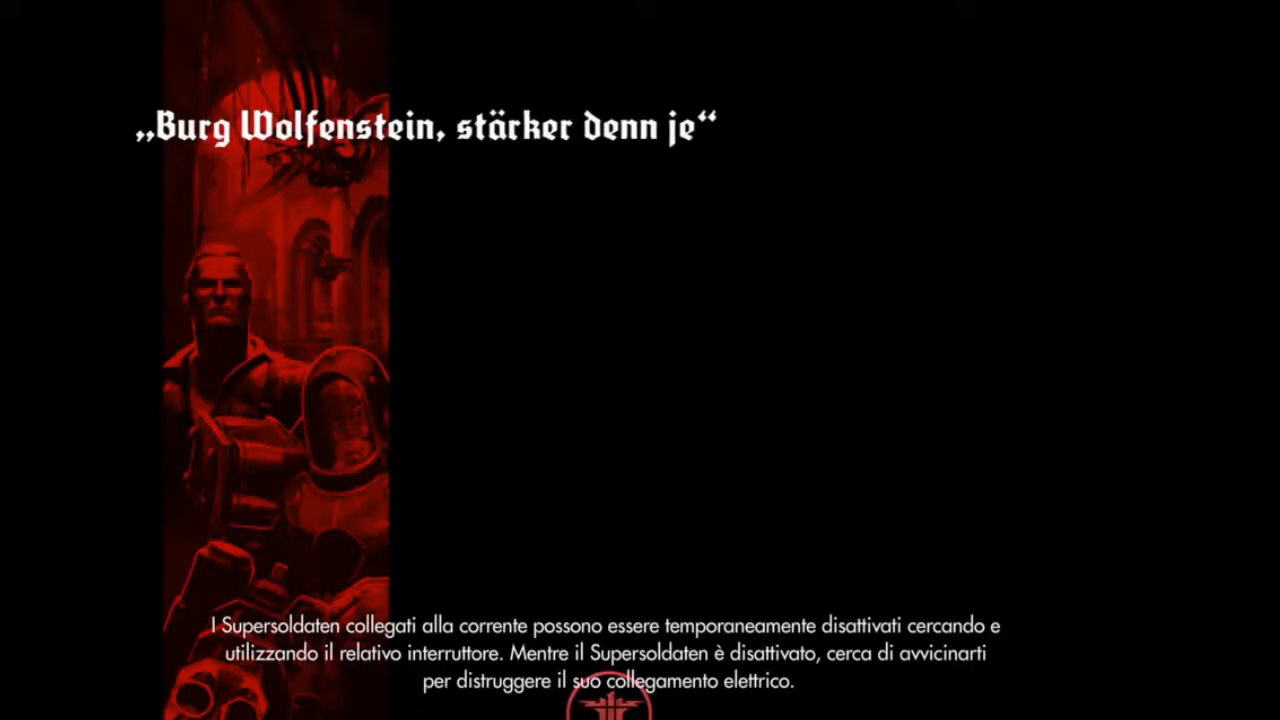 „Burg Wolfenstein, stärker denn je“
I Supersoldaten collegati alla corrente possono essere temporaneamente disattivati cercando e
utilizzando il relativo interruttore. Mentre il Supersoldaten è disattivato, cerca di avvicinarti
per distruggere il suo collegamento elettrico.